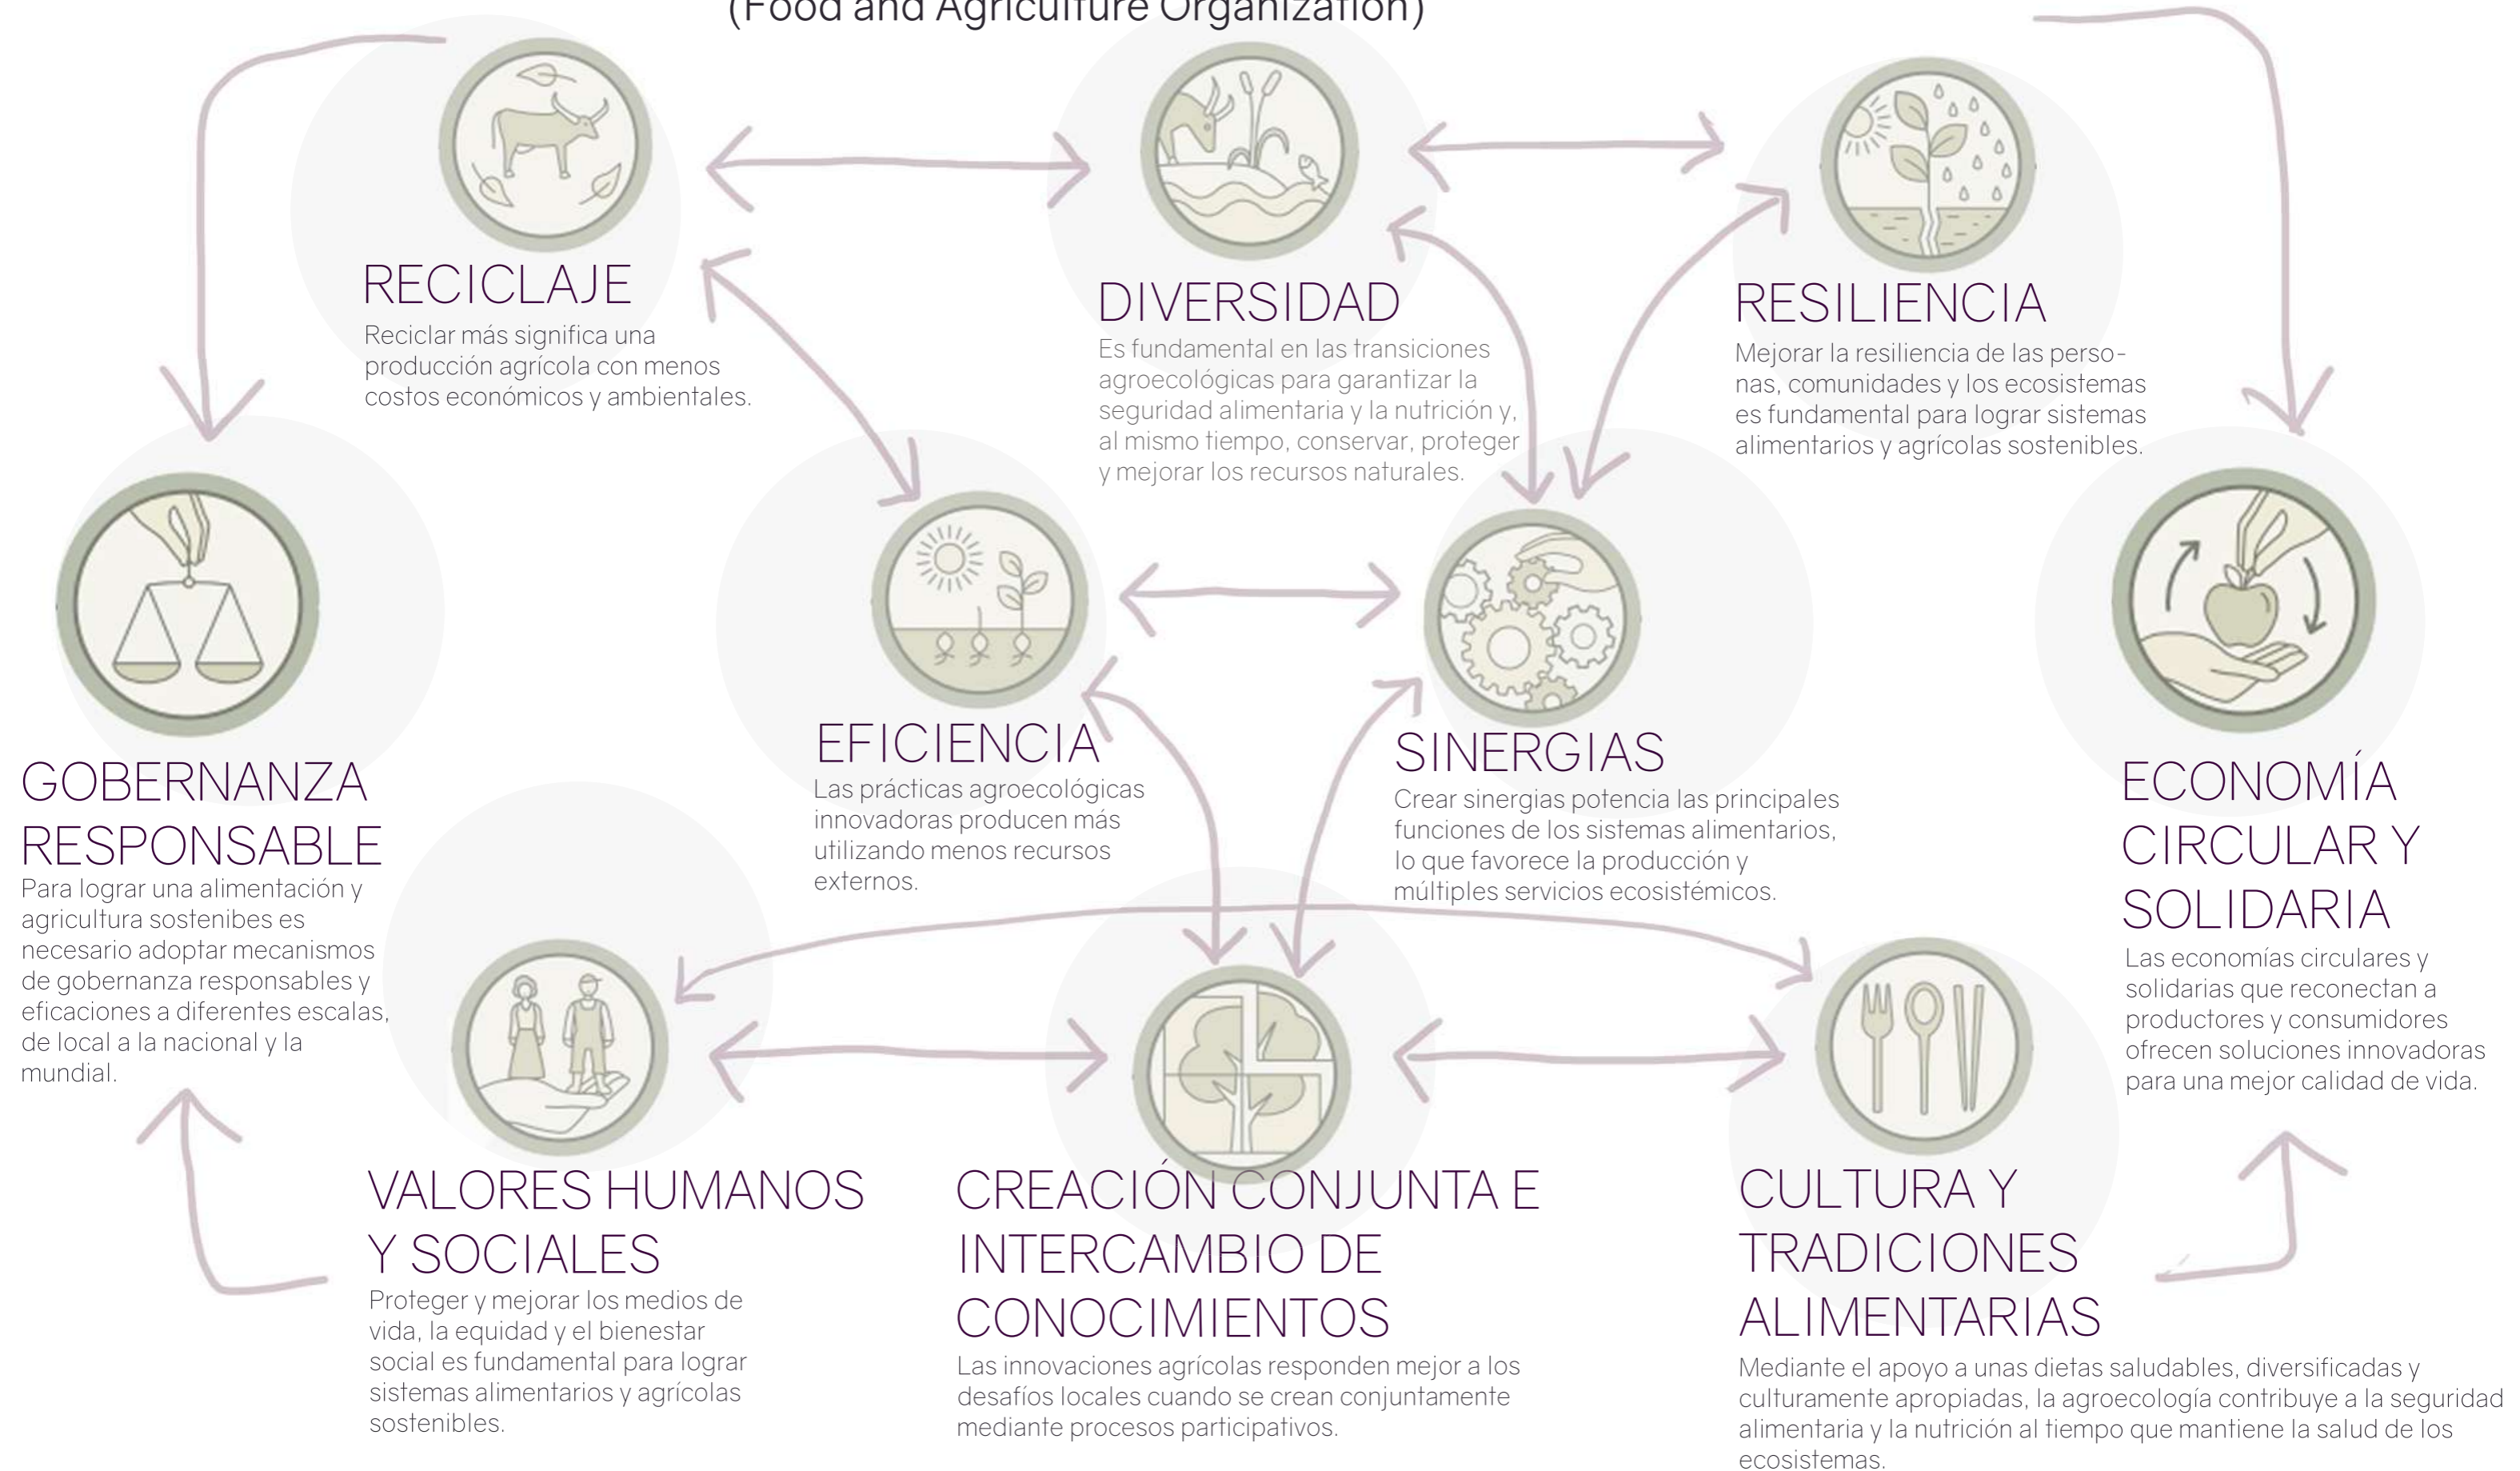 (Food and Agriculture Organization)
RECICLAJE
Reciclar más significa una
producción agrícola con menos
costos económicos y ambientales.
DIVERSIDAD
Es fundamental en las transiciones
agroecológicas para garantizar la
seguridad alimentaria y la nutrición y,
al mismo tiempo, conservar, proteger
y mejorar los recursos naturales.
RESILIENCIA
Mejorar la resiliencia de las perso-
nas, comunidades y los ecosistemas
es fundamental para lograr sistemas
alimentarios y agrícolas sostenibles.
GOBERNANZA
RESPONSABLE
Para lograr una alimentación y
agricultura sostenibes es
necesario adoptar mecanismos
de gobernanza responsables y
eficaciones a diferentes escalas,
de local a la nacional y la
mundial.
EFICIENCIA
Las prácticas agroecológicas
innovadoras producen más
utilizando menos recursos
externos.
SINERGIAS
Crear sinergias potencia las principales
funciones de los sistemas alimentarios,
lo que favorece la producción y
múltiples servicios ecosistémicos.
ECONOMÍA
CIRCULAR Y
SOLIDARIA
Las economías circulares y
solidarias que reconectan a
productores y consumidores
ofrecen soluciones innovadoras
para una mejor calidad de vida.
VALORES HUMANOS
Y SOCIALES
Proteger y mejorar los medios de
vida, la equidad y el bienestar
social es fundamental para lograr
sistemas alimentarios y agrícolas
sostenibles.
CREACIÓN CONJUNTA E
INTERCAMBIO DE
CONOCIMIENTOS
Las innovaciones agrícolas responden mejor a los
desafíos locales cuando se crean conjuntamente
mediante procesos participativos.
CULTURA Y
TRADICIONES
ALIMENTARIAS
Mediante el apoyo a unas dietas saludables, diversificadas y
culturamente apropiadas, la agroecología contribuye a la seguridad
alimentaria y la nutrición al tiempo que mantiene la salud de los
ecosistemas.